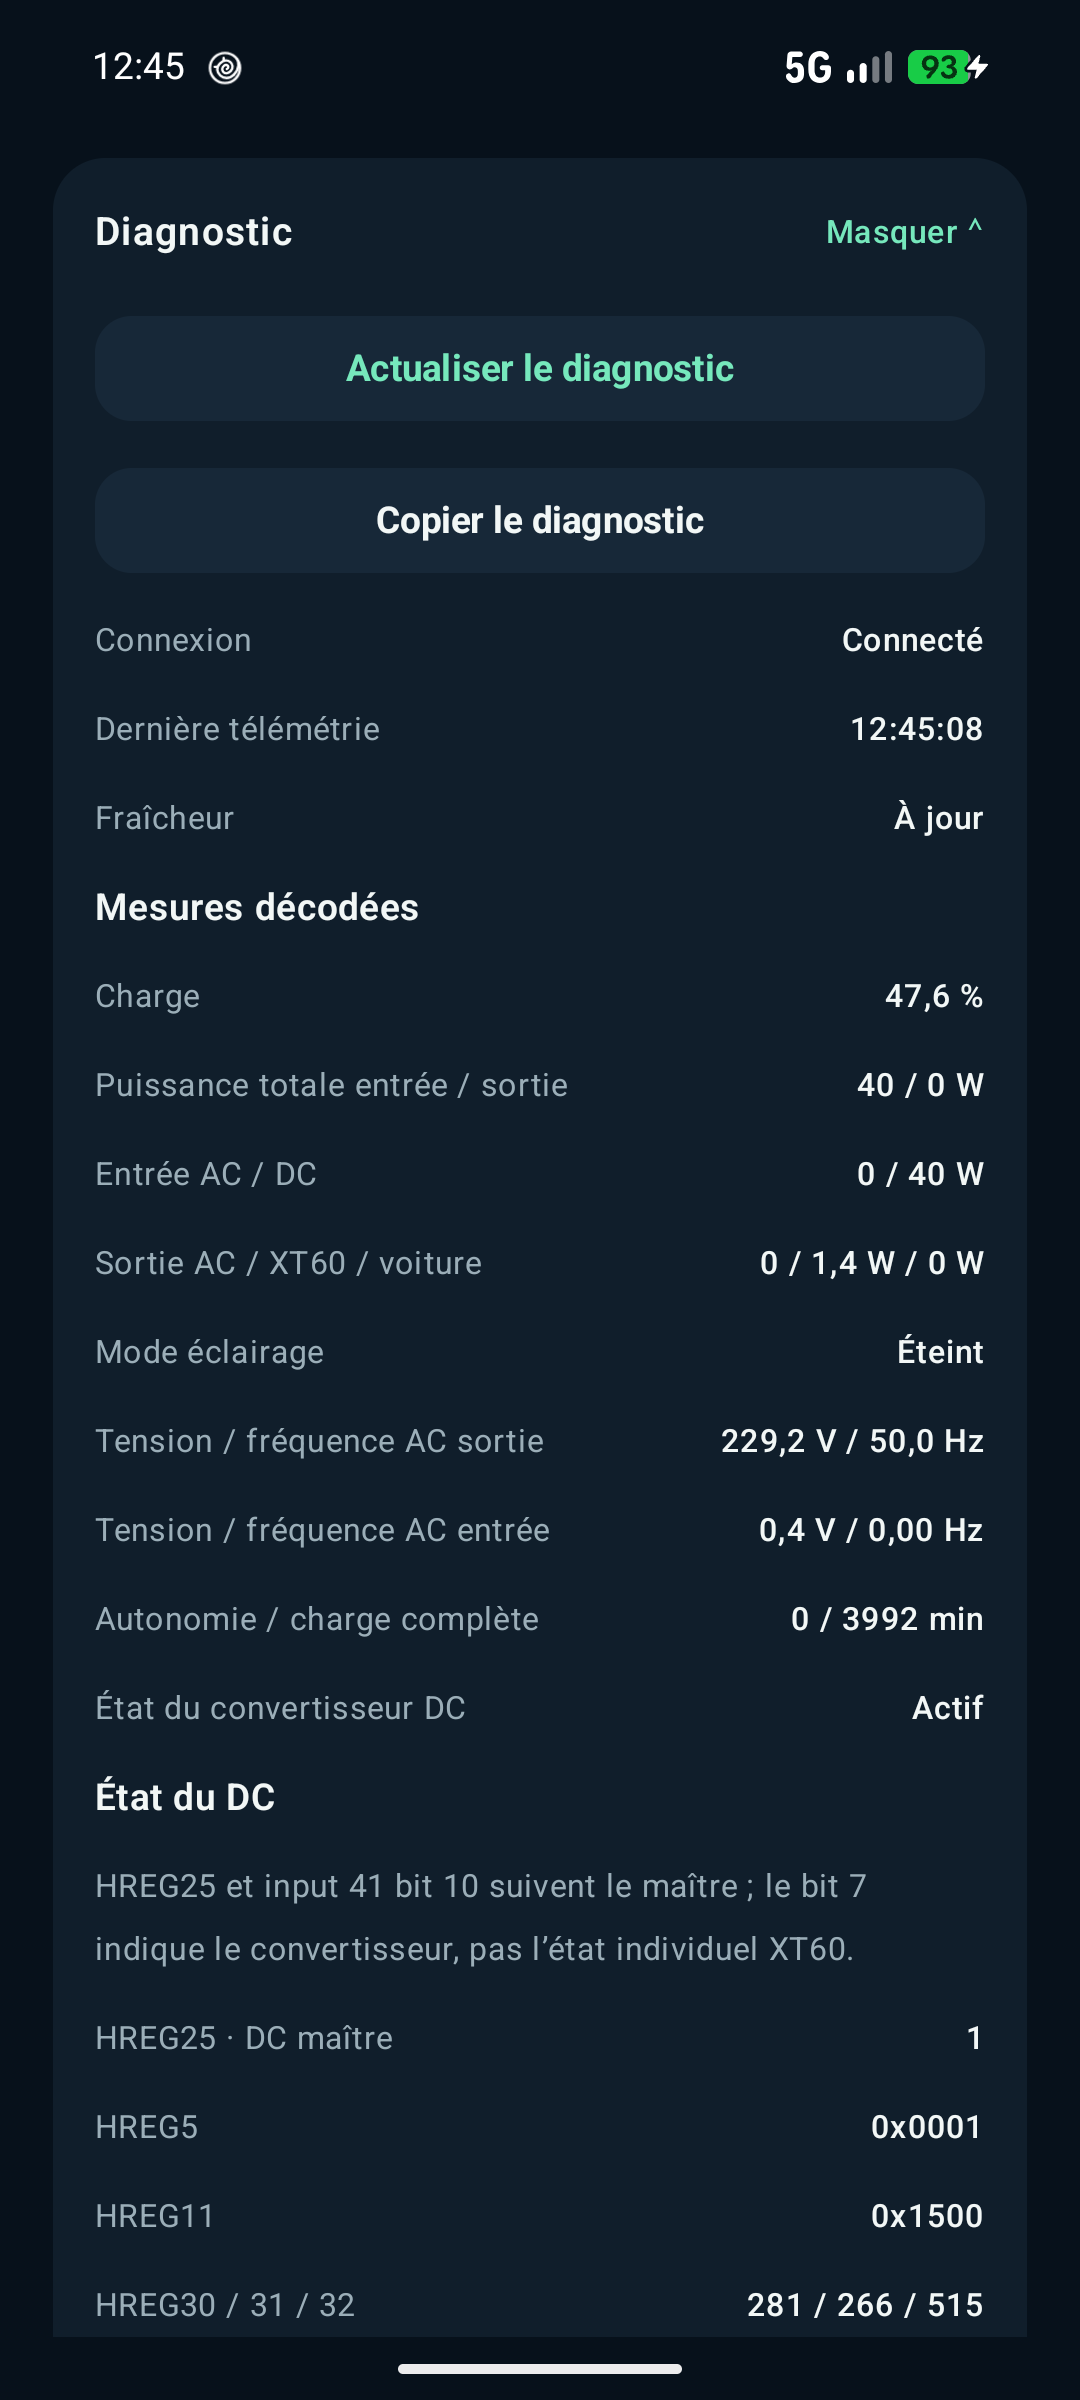 12:45
5G
93
Diagnostic
Masquer ^
Actualiser le diagnostic
Copier le diagnostic
Connexion Connecté
Dernière télémétrie 12:45:08
Fraîcheur À jour
Mesures décodées
Charge 47,6 %
Puissance totale entrée / sortie 40 / 0 W
Entrée AC / DC 0 / 40 W
Sortie AC / XT60 / voiture 0 / 1,4 W / 0 W
Mode éclairage Éteint
Tension / fréquence AC sortie 229,2 V / 50,0 Hz
Tension / fréquence AC entrée 0,4 V / 0,00 Hz
Autonomie / charge complète 0 / 3992 min
État du convertisseur DC Actif
État du DC
HREG25 et input 41 bit 10 suivent le maître ; le bit 7
indique le convertisseur, pas l’état individuel XT60.
HREG25 · DC maître 1
HREG5 0x0001
HREG11 0x1500
HREG30 / 31 / 32 281 / 266 / 515